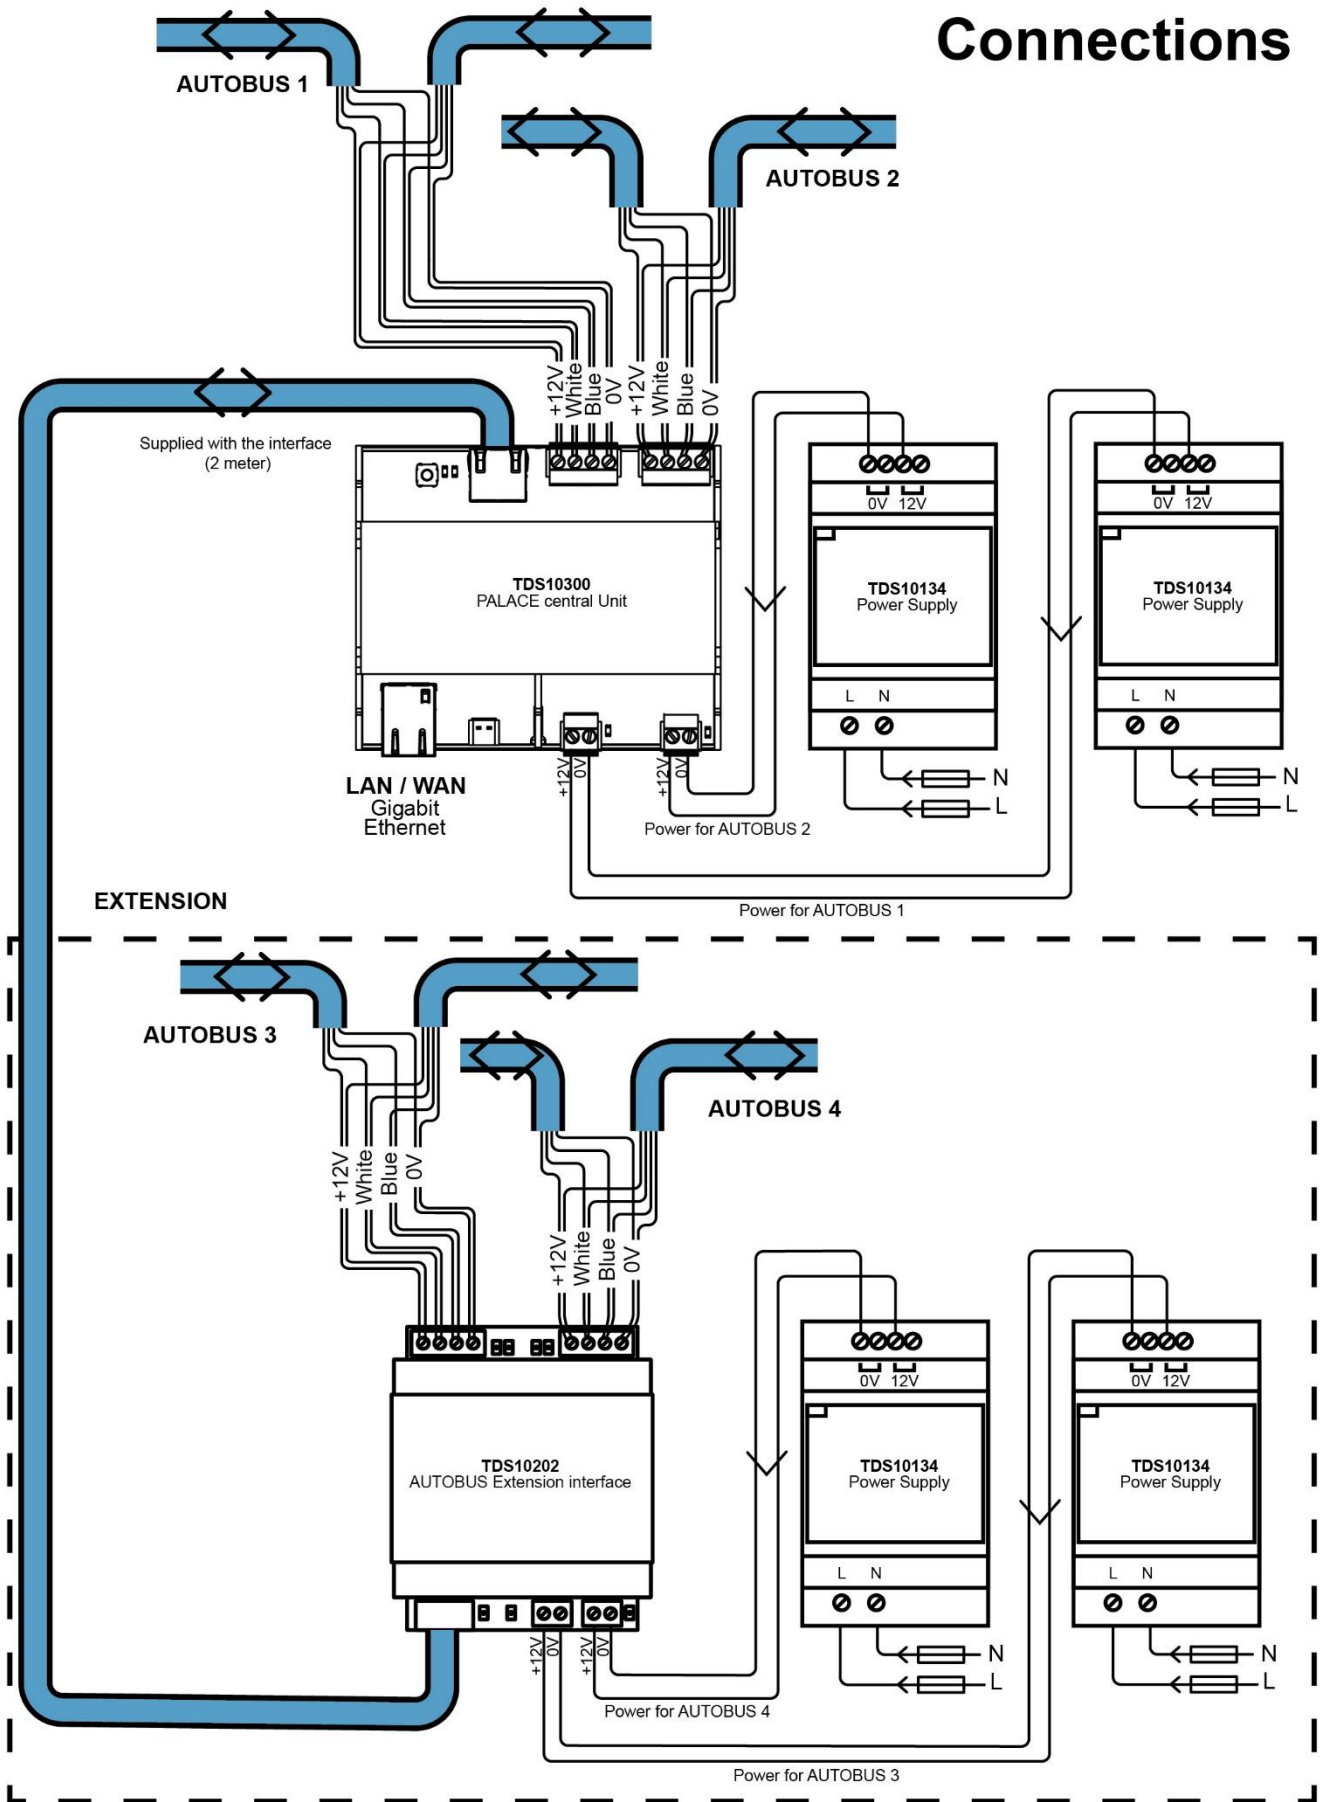 Connections
AUTOBUS 1
AUTOBUS 2
+12V
White
Blue
0V
+12V
White
Blue
0V
Supplied with the interface
(2 meter)
0V 12V
0V 12V
TDS10300
PALACE central Unit
TDS10134
Power Supply
TDS10134
Power Supply
L N
L N
+12V
0V
+12V
0V
N
L
N
L
LAN / WAN
Gigabit
Ethernet
Power for AUTOBUS 2
Power for AUTOBUS 1
EXTENSION
AUTOBUS 3
AUTOBUS 4
+12V
White
Blue
0V
+12V
White
Blue
0V
0V 12V
0V 12V
TDS10202
AUTOBUS Extension interface
TDS10134
Power Supply
TDS10134
Power Supply
L N
L N
+12V
0V
+12V
0V
N
L
N
L
Power for AUTOBUS 4
Power for AUTOBUS 3